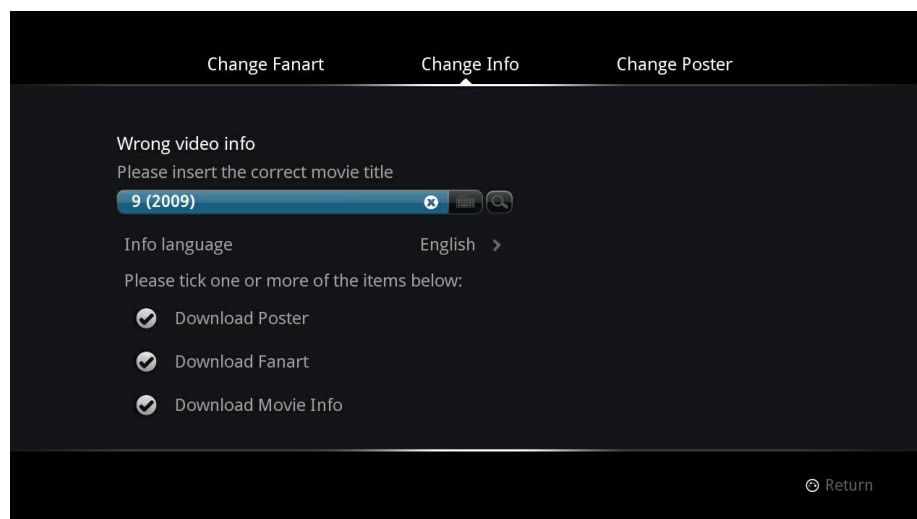 Change Fanart Change Info Change Poster
Wrong video info
Please insert the correct movie title
9 (2009)
Info language English
Please tick one or more of the items below:
Download Poster
Download Fanart
Download Movie Info
Return